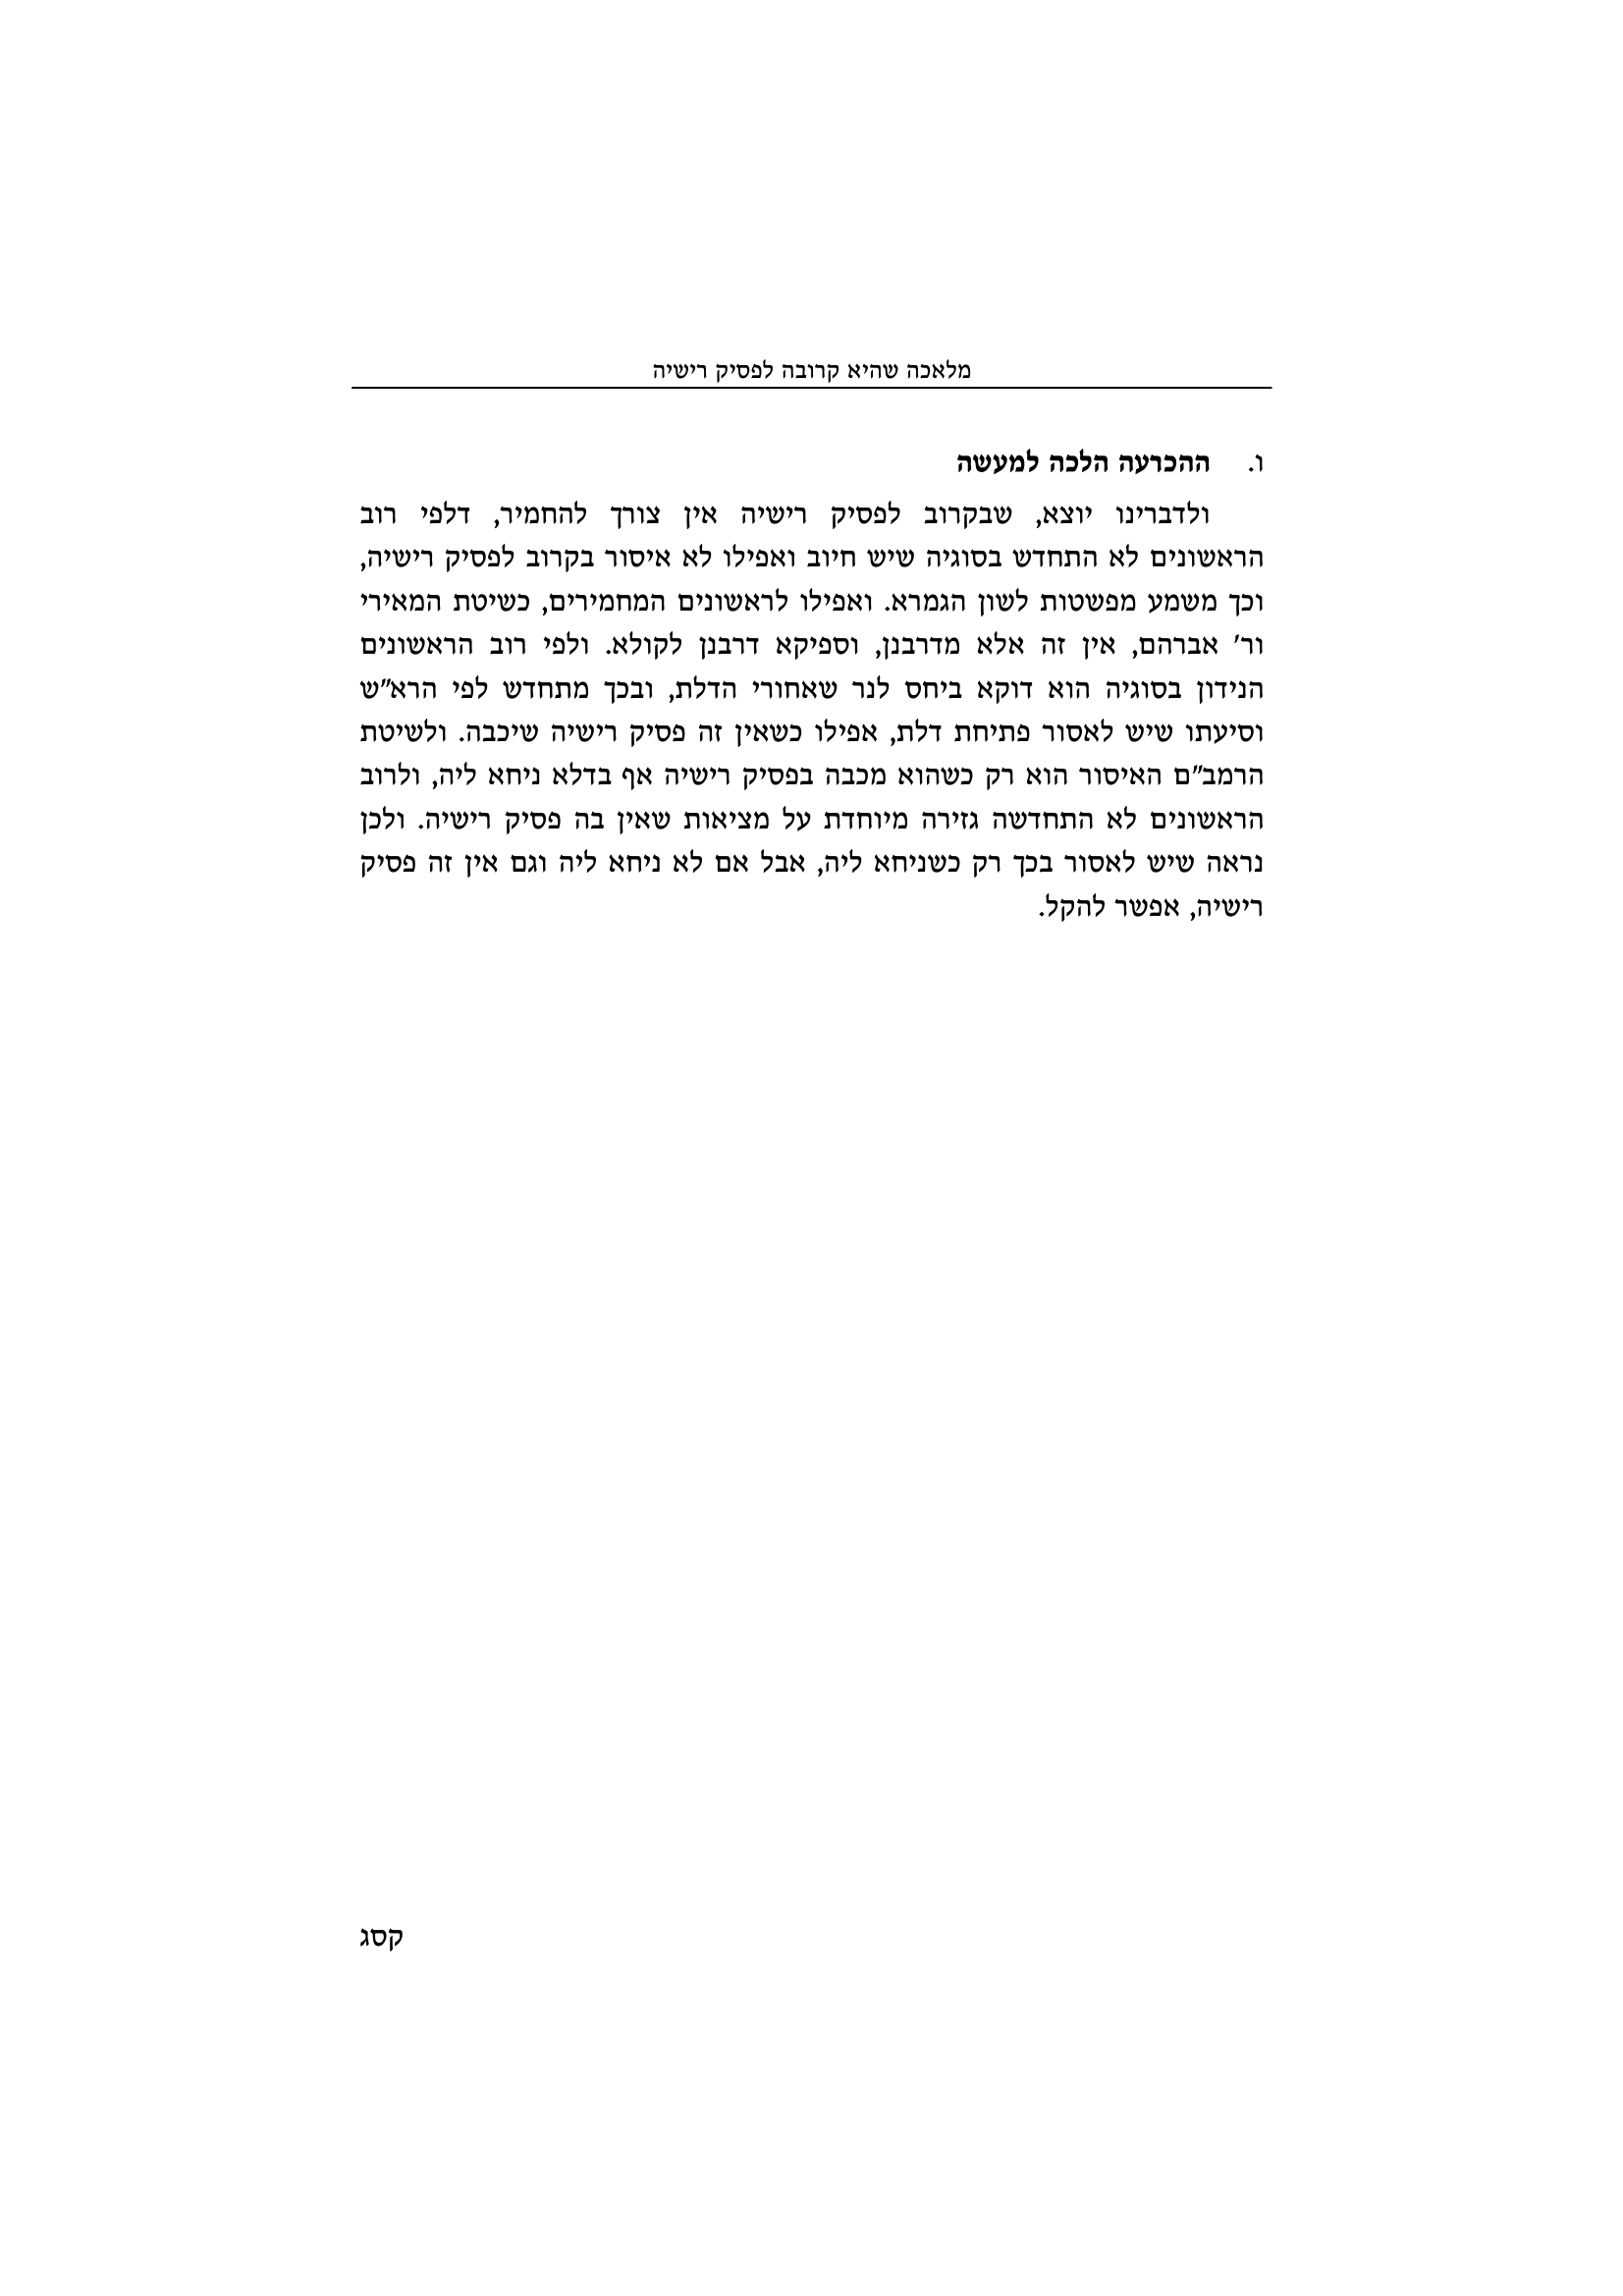 מלאכה שהיא קרובה לפסיק רישיה
ו. ההכרעה הלכה למעשה
ולדברינו יוצא, שבקרוב לפסיק רישיה אין צורך להחמיר, דלפי רוב
הראשונים לא התחדש בסוגיה שיש חיוב ואפילו לא איסור בקרוב לפסיק רישיה,
וכך משמע מפשטות לשון הגמרא. ואפילו לראשונים המחמירים, כשיטת המאירי
ור' אברהם, אין זה אלא מדרבנן, וספיקא דרבנן לקולא. ולפי רוב הראשונים
הנידון בסוגיה הוא דוקא ביחס לנר שאחורי הדלת, ובכך מתחדש לפי הרא"ש
וסיעתו שיש לאסור פתיחת דלת, אפילו כשאין זה פסיק רישיה שיכבה. ולשיטת
הרמב"ם האיסור הוא רק כשהוא מכבה בפסיק רישיה אף בדלא ניחא ליה, ולרוב
הראשונים לא התחדשה גזירה מיוחדת על מציאות שאין בה פסיק רישיה. ולכן
נראה שיש לאסור בכך רק כשניחא ליה, אבל אם לא ניחא ליה וגם אין זה פסיק
רישיה, אפשר להקל.
קסג